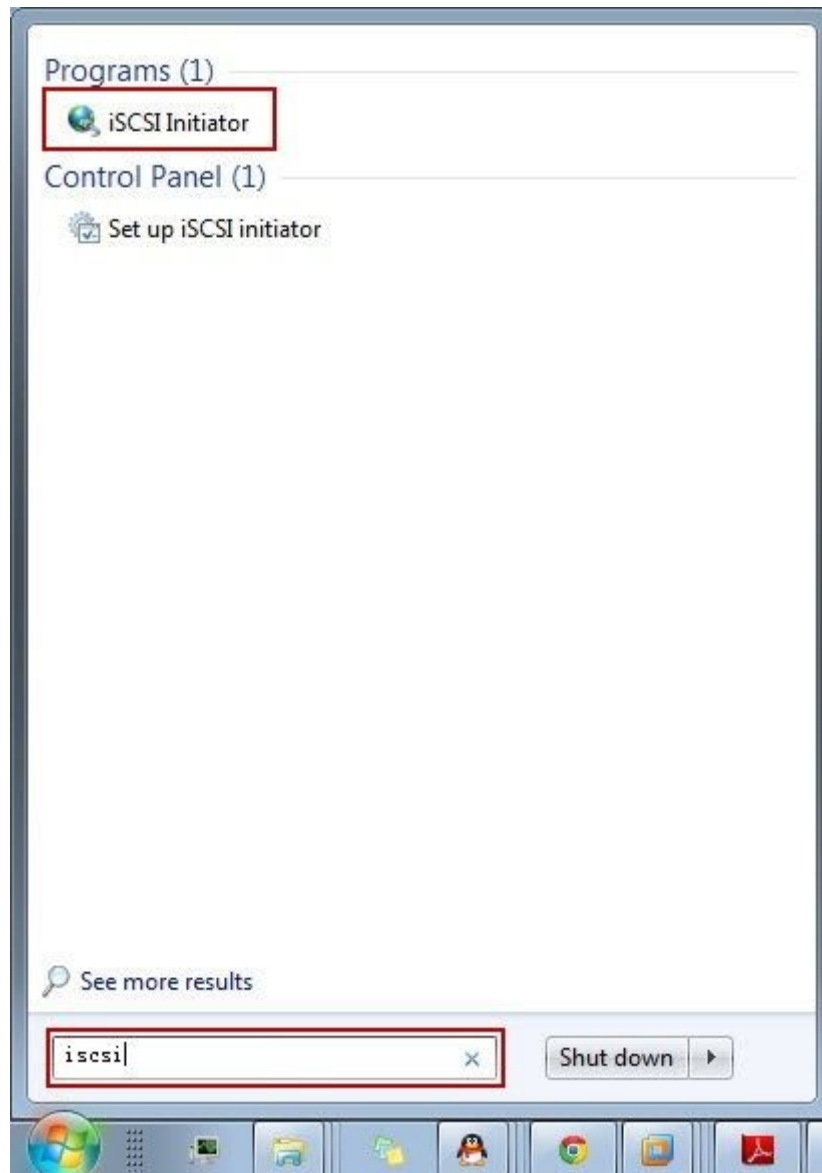 Programs (1)
iSCSI Initiator
Control Panel (1)
Set up iSCSI initiator
See more results
iscsi
Shut down